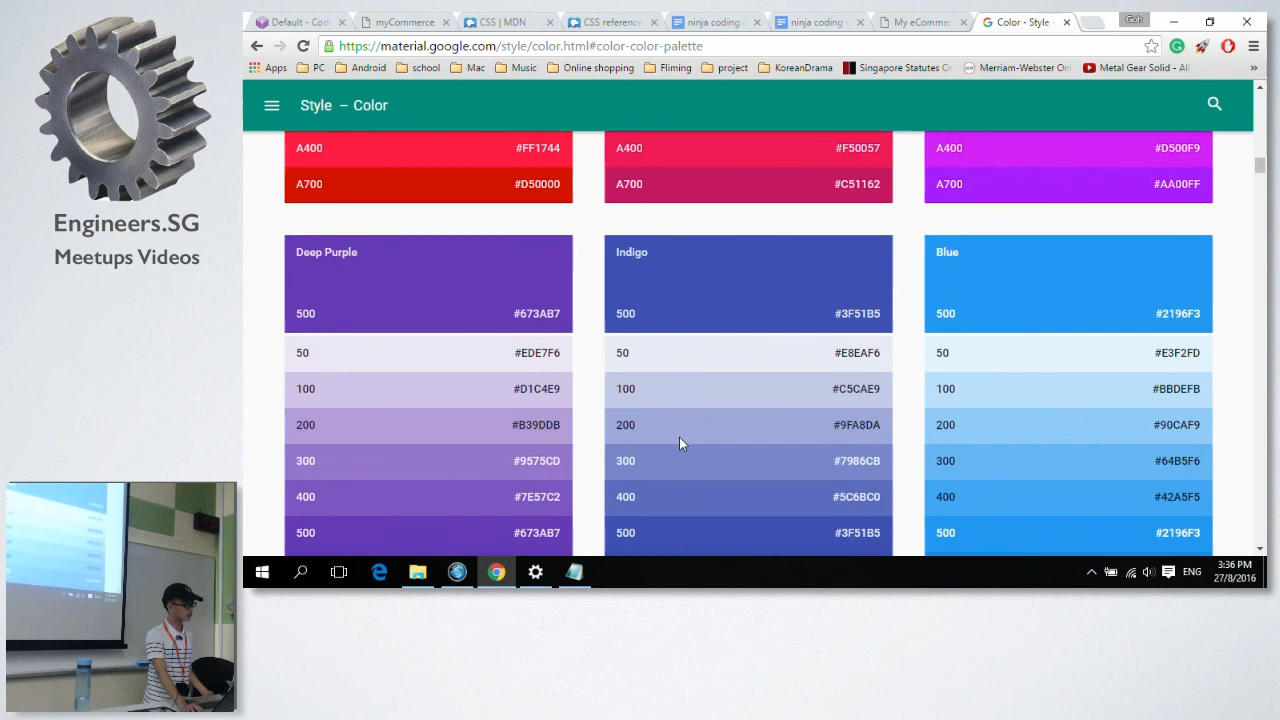 Engineers.SG
Meetups Videos
Default - Cod
myCommerce
CSS | MDN
CSS reference
ninja coding
ninja coding
My eCommer
Color - Style -
Goh
https://material.google.com/style/color.html#color-color-palette
Apps PC Android school Mac Music Online shopping Fliming project KoreanDrama Singapore Statutes Merriam-Webster Onl Metal Gear Solid - All »
Style – Color
A400 #FF1744
A400 #F50057
A400 #D500F9
A700 #D50000
A700 #C51162
A700 #AA00FF
Deep Purple
500 #673AB7
50 #EDE7F6
100 #D1C4E9
200 #B39DDB
300 #9575CD
400 #7E57C2
500 #673AB7
Indigo
500 #3F51B5
50 #E8EAF6
100 #C5CAE9
200 #9FA8DA
300 #7986CB
400 #5C6BC0
500 #3F51B5
Blue
500 #2196F3
50 #E3F2FD
100 #BBDEFB
200 #90CAF9
300 #64B5F6
400 #42A5F5
500 #2196F3
ENG
3:36 PM
27/8/2016